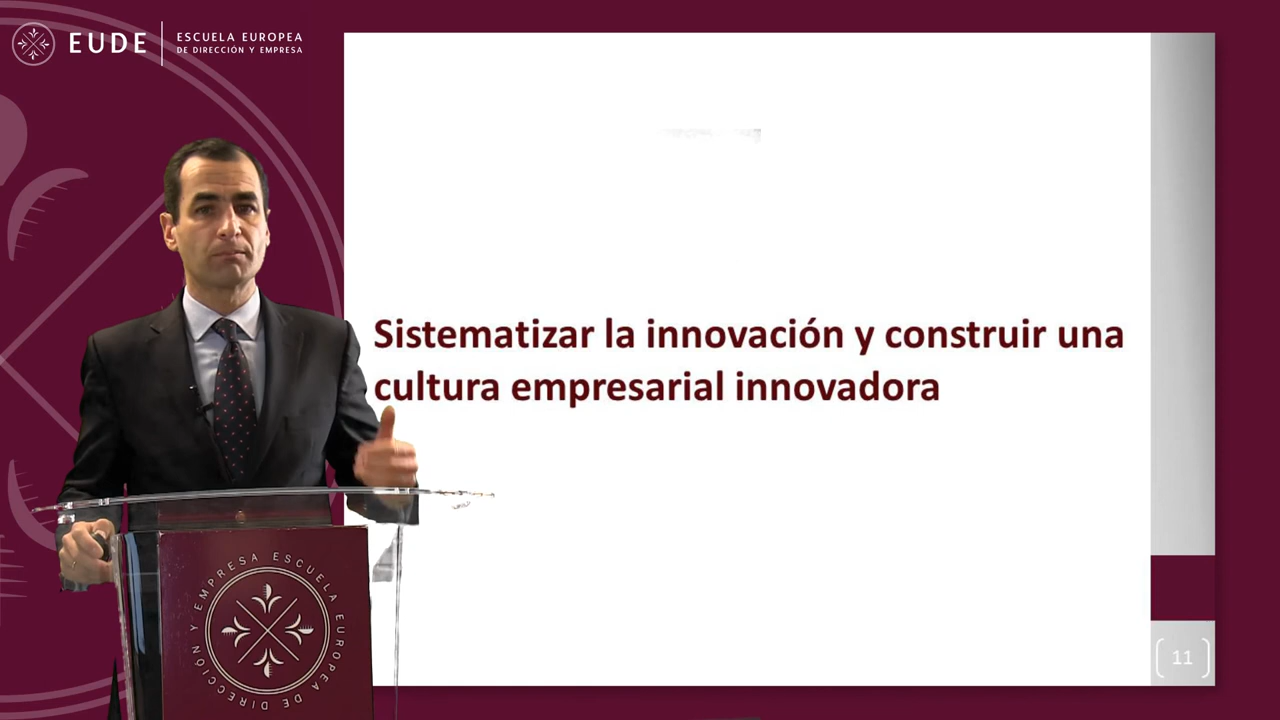 EUDE
ESCUELA EUROPEA
DE DIRECCIÓN Y EMPRESA
Sistematizar la innovación y construir una
cultura empresarial innovadora
11
ESCUELA EUROPEA DE DIRECCIÓN Y EMPRESA